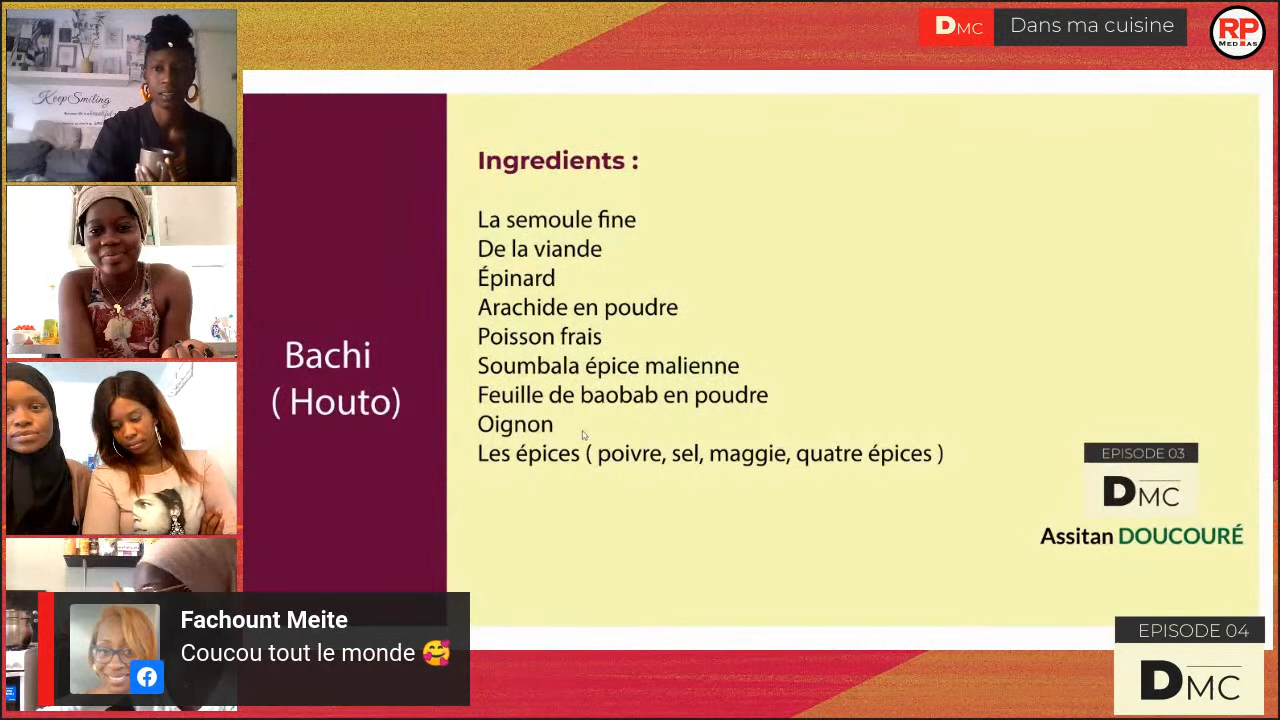 DMC
Dans ma cuisine
RP
MEDIAS
Keep Smiling
Ingredients :
La semoule fine
De la viande
Épinard
Arachide en poudre
Poisson frais
Soumbala épice malienne
Feuille de baobab en poudre
Oignon
Les épices ( poivre, sel, maggie, quatre épices )
Bachi
( Houto)
EPISODE 03
DMC
Assitan DOUCOURÉ
Fachount Meite
Coucou tout le monde 🥰
EPISODE 04
DMC